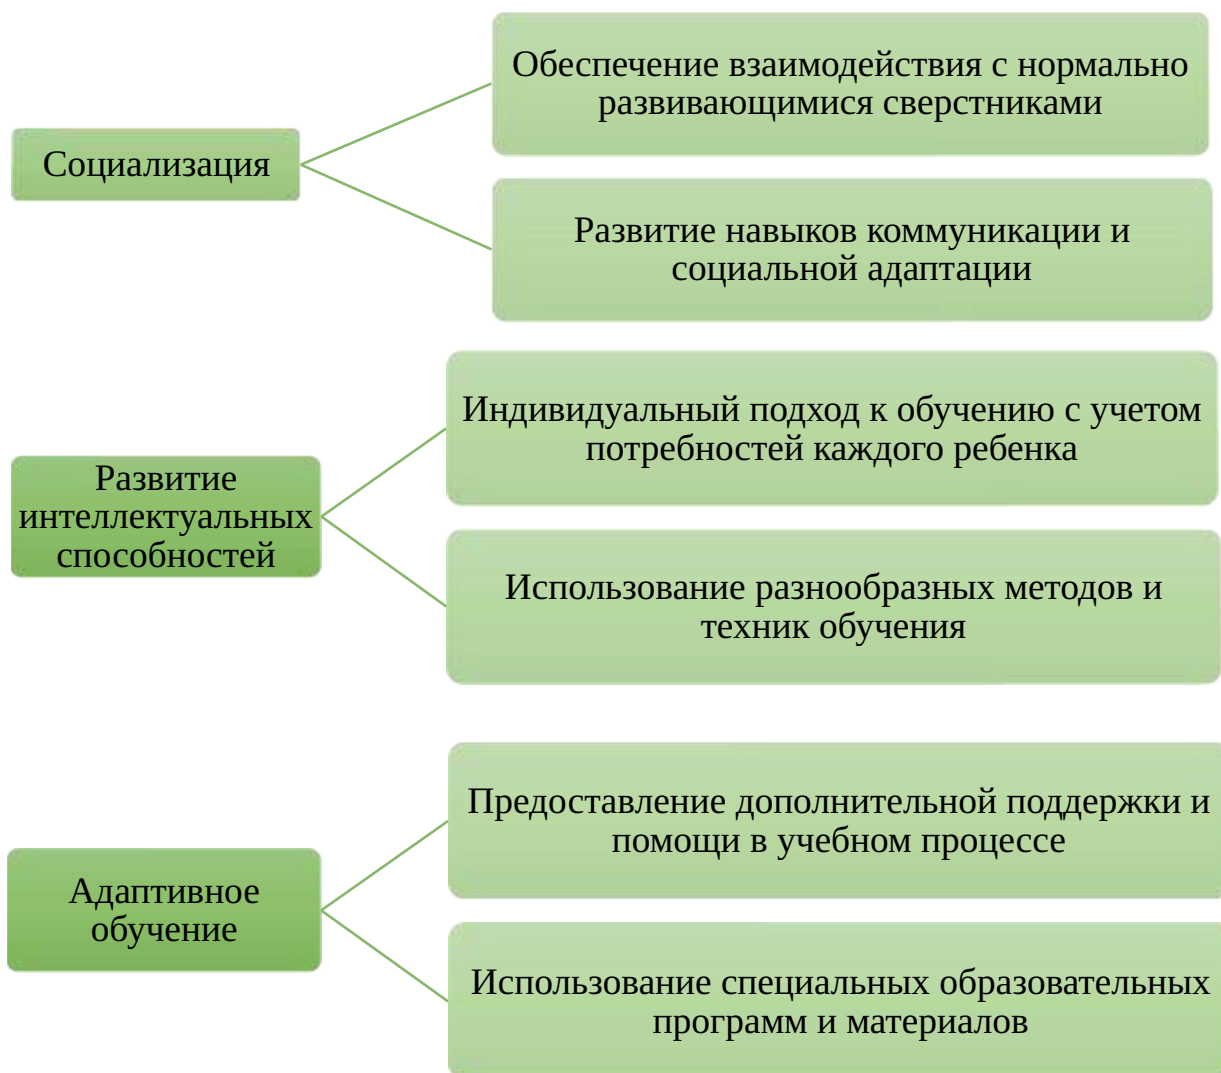 Обеспечение взаимодействия с нормально
развивающимися сверстниками
Социализация
Развитие навыков коммуникации и
социальной адаптации
Индивидуальный подход к обучению с учетом
потребностей каждого ребенка
Развитие
интеллектуальных
способностей
Использование разнообразных методов и
техник обучения
Предоставление дополнительной поддержки и
помощи в учебном процессе
Адаптивное
обучение
Использование специальных образовательных
программ и материалов